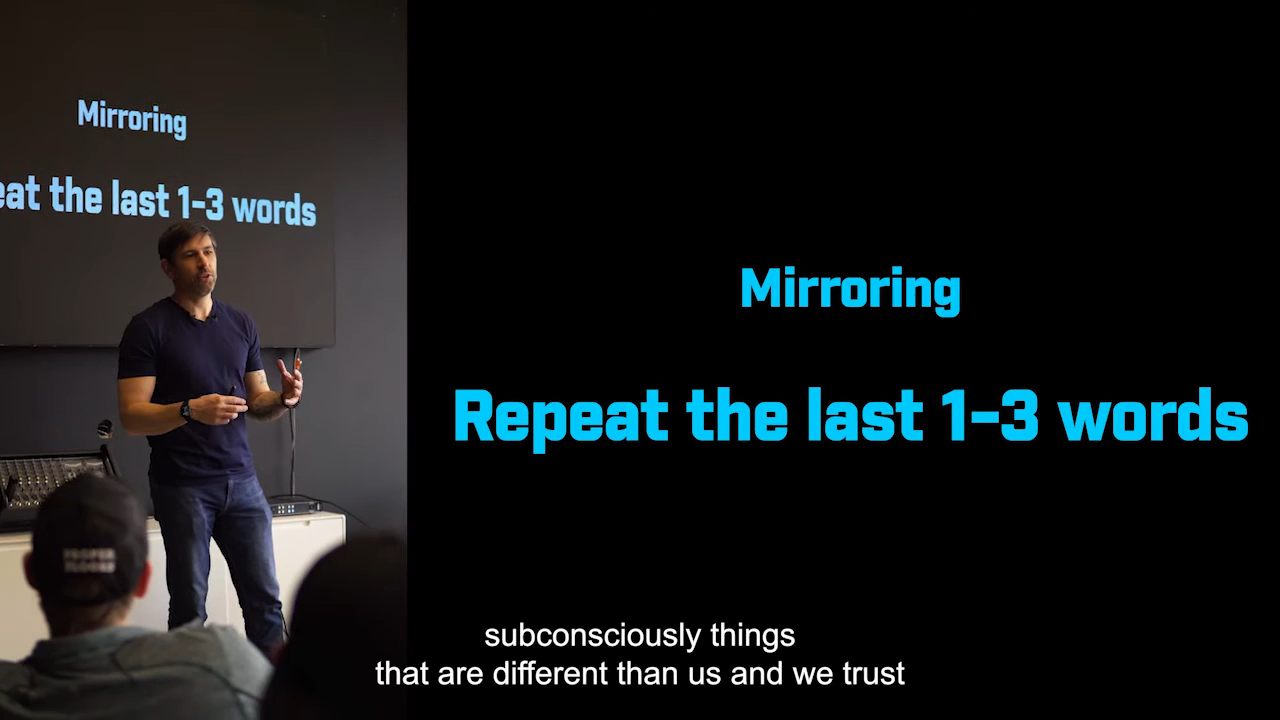 Mirroring
eat the last 1-3 words
Mirroring
Repeat the last 1-3 words
subconsciously things
that are different than us and we trust